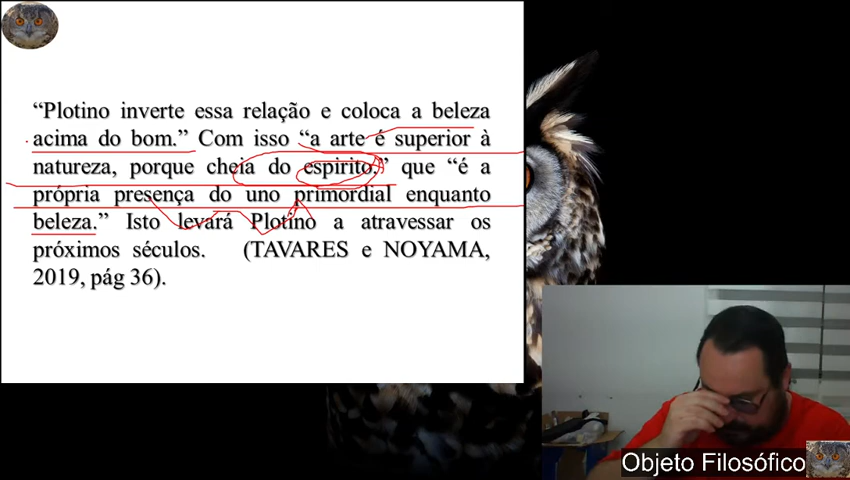 “Plotino inverte essa relação e coloca a beleza
acima do bom.” Com isso “a arte é superior à
natureza, porque cheia do espirito.” que “é a
própria presença do uno primordial enquanto
beleza.” Isto levará Plotino a atravessar os
próximos séculos. (TAVARES e NOYAMA,
2019, pág 36).
Objeto Filosófico